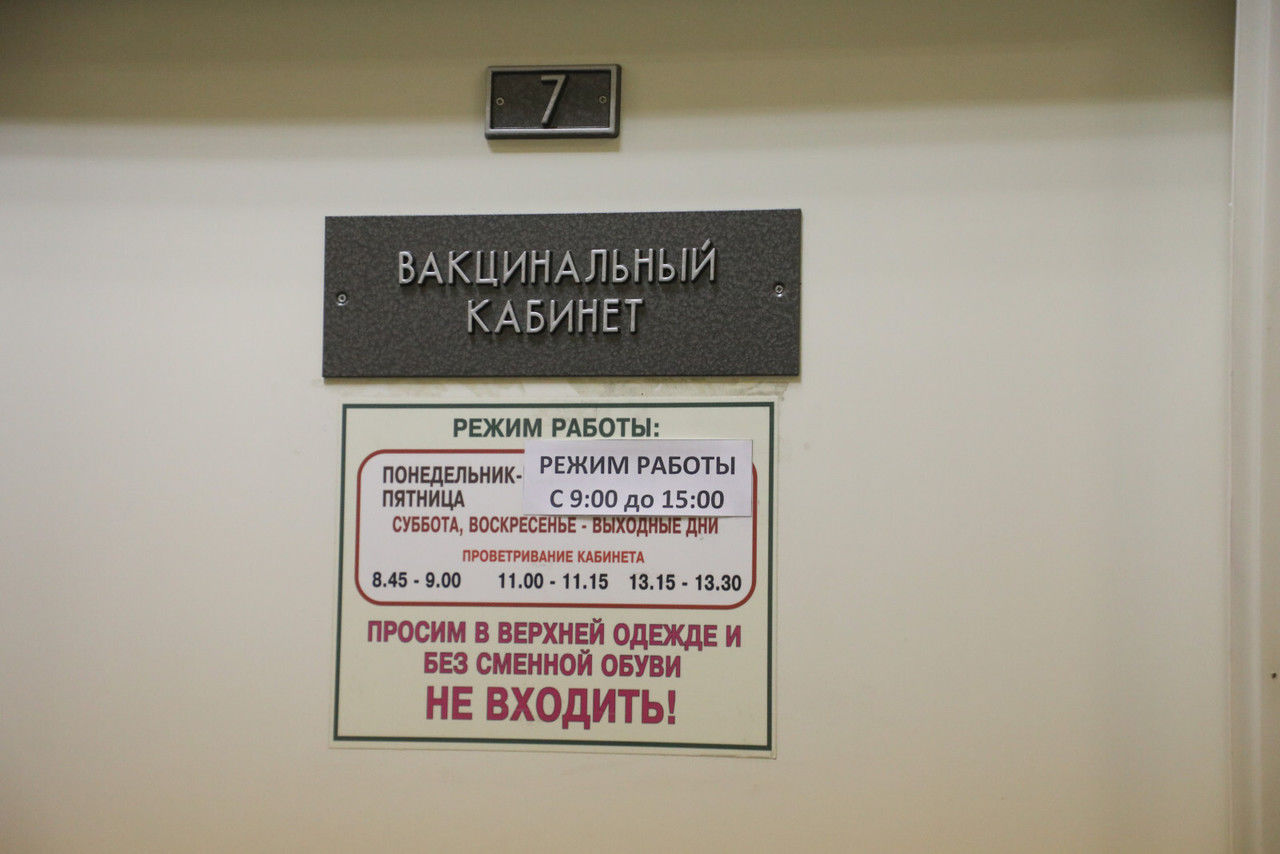 7
ВАКЦИНАЛЬНЫЙ
КАБИНЕТ
РЕЖИМ РАБОТЫ:
ПОНЕДЕЛЬНИК-
ПЯТНИЦА
РЕЖИМ РАБОТЫ
С 9:00 до 15:00
СУББОТА, ВОСКРЕСЕНЬЕ - ВЫХОДНЫЕ ДНИ
ПРОВЕТРИВАНИЕ КАБИНЕТА
8.45 - 9.00 11.00 - 11.15 13.15 - 13.30
ПРОСИМ В ВЕРХНЕЙ ОДЕЖДЕ И
БЕЗ СМЕННОЙ ОБУВИ
НЕ ВХОДИТЬ!